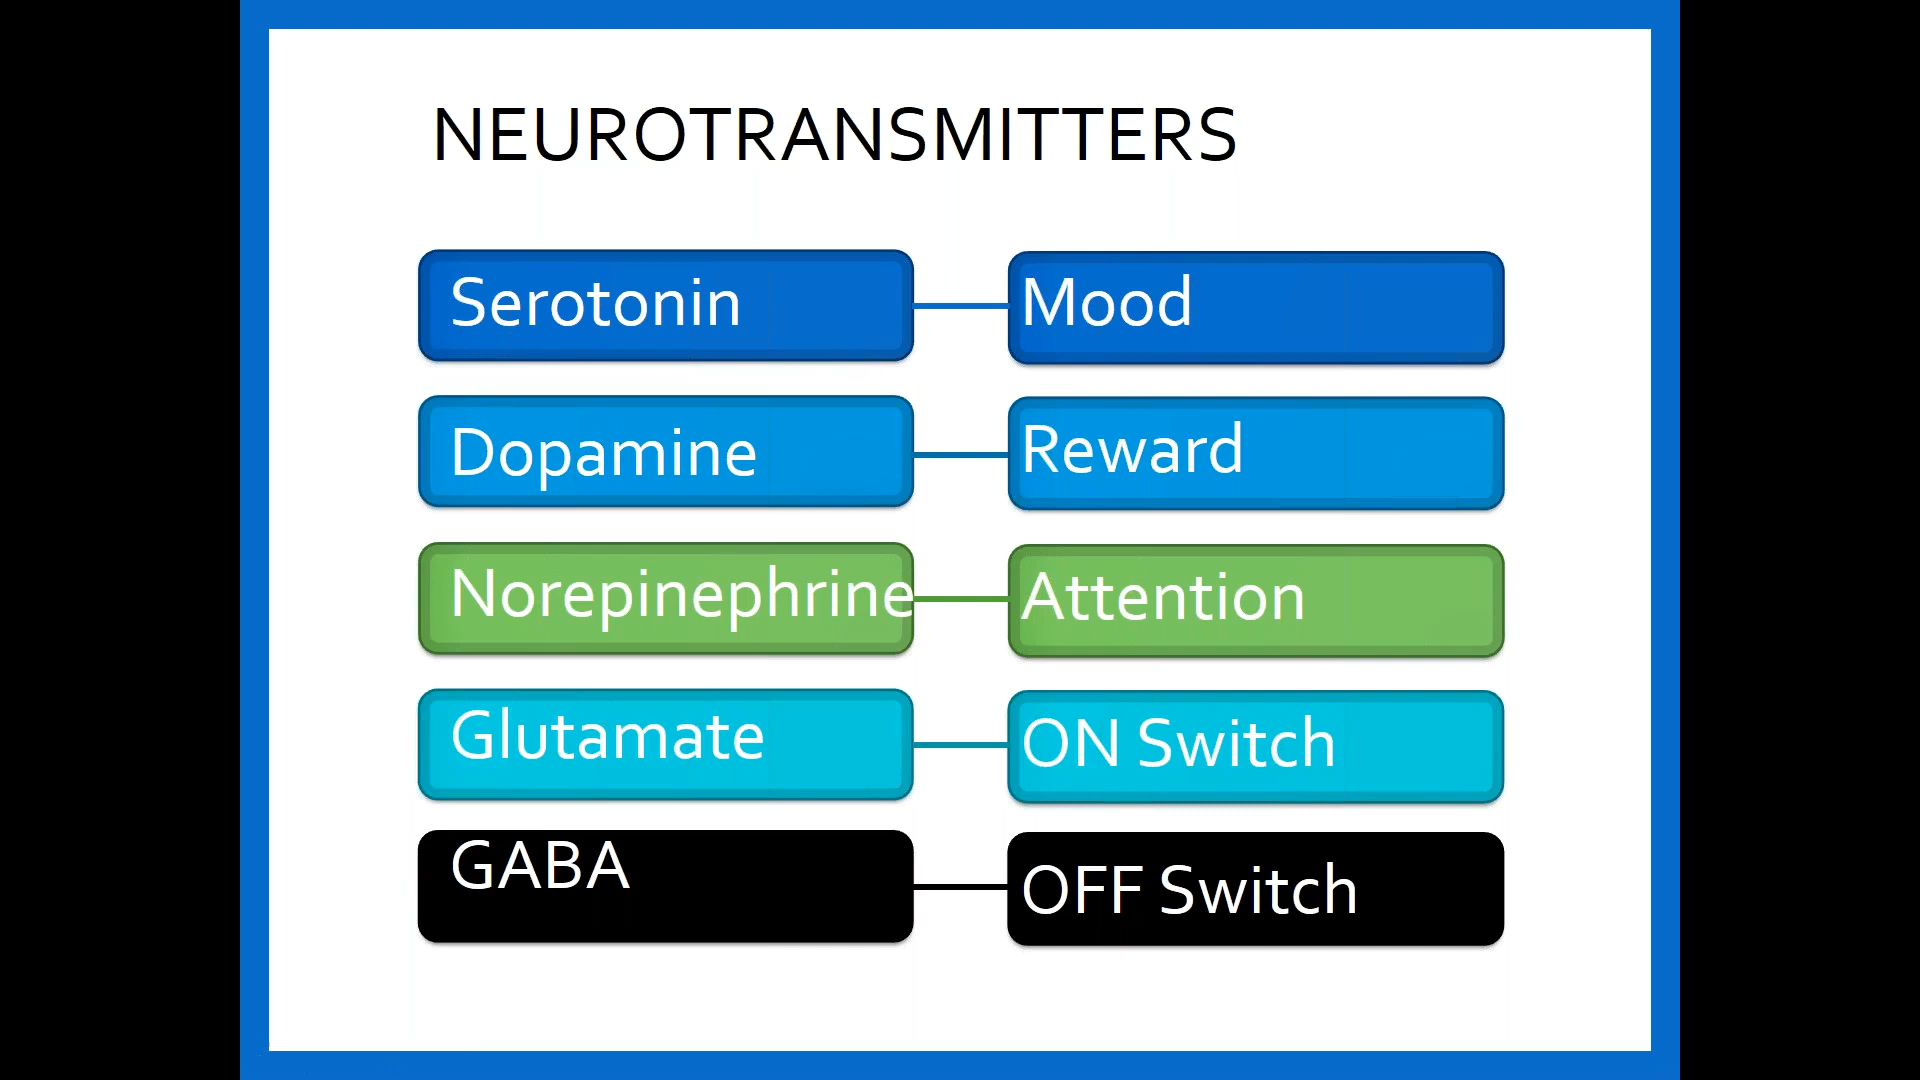 NEUROTRANSMITTERS
Serotonin
Mood
Dopamine
Reward
Norepinephrine
Attention
Glutamate
ON Switch
GABA
OFF Switch